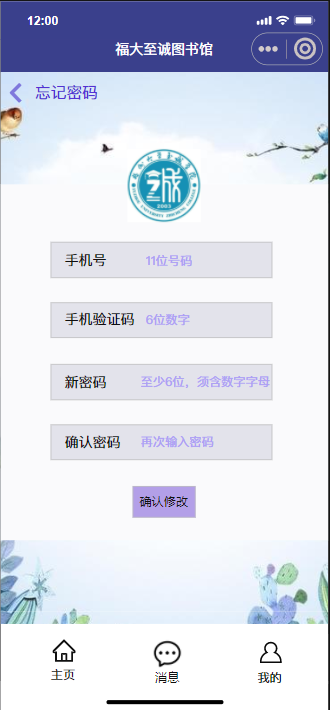 12:00
福大至诚图书馆
忘记密码
2003
手机号 11位号码
手机验证码 6位数字
新密码 至少6位，须含数字字母
确认密码 再次输入密码
确认修改
主页 消息 我的